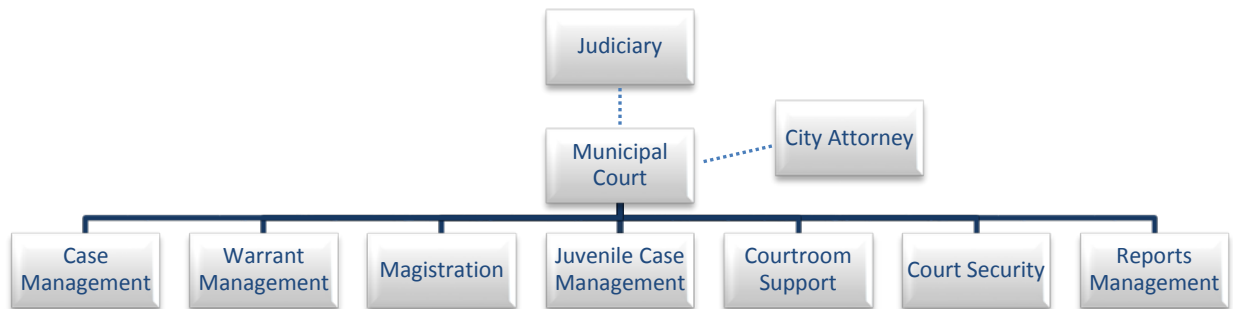 Judiciary
City Attorney
Municipal
Court
Case
Management
Warrant
Management
Magistration
Juvenile Case
Management
Courtroom
Support
Court Security
Reports
Management